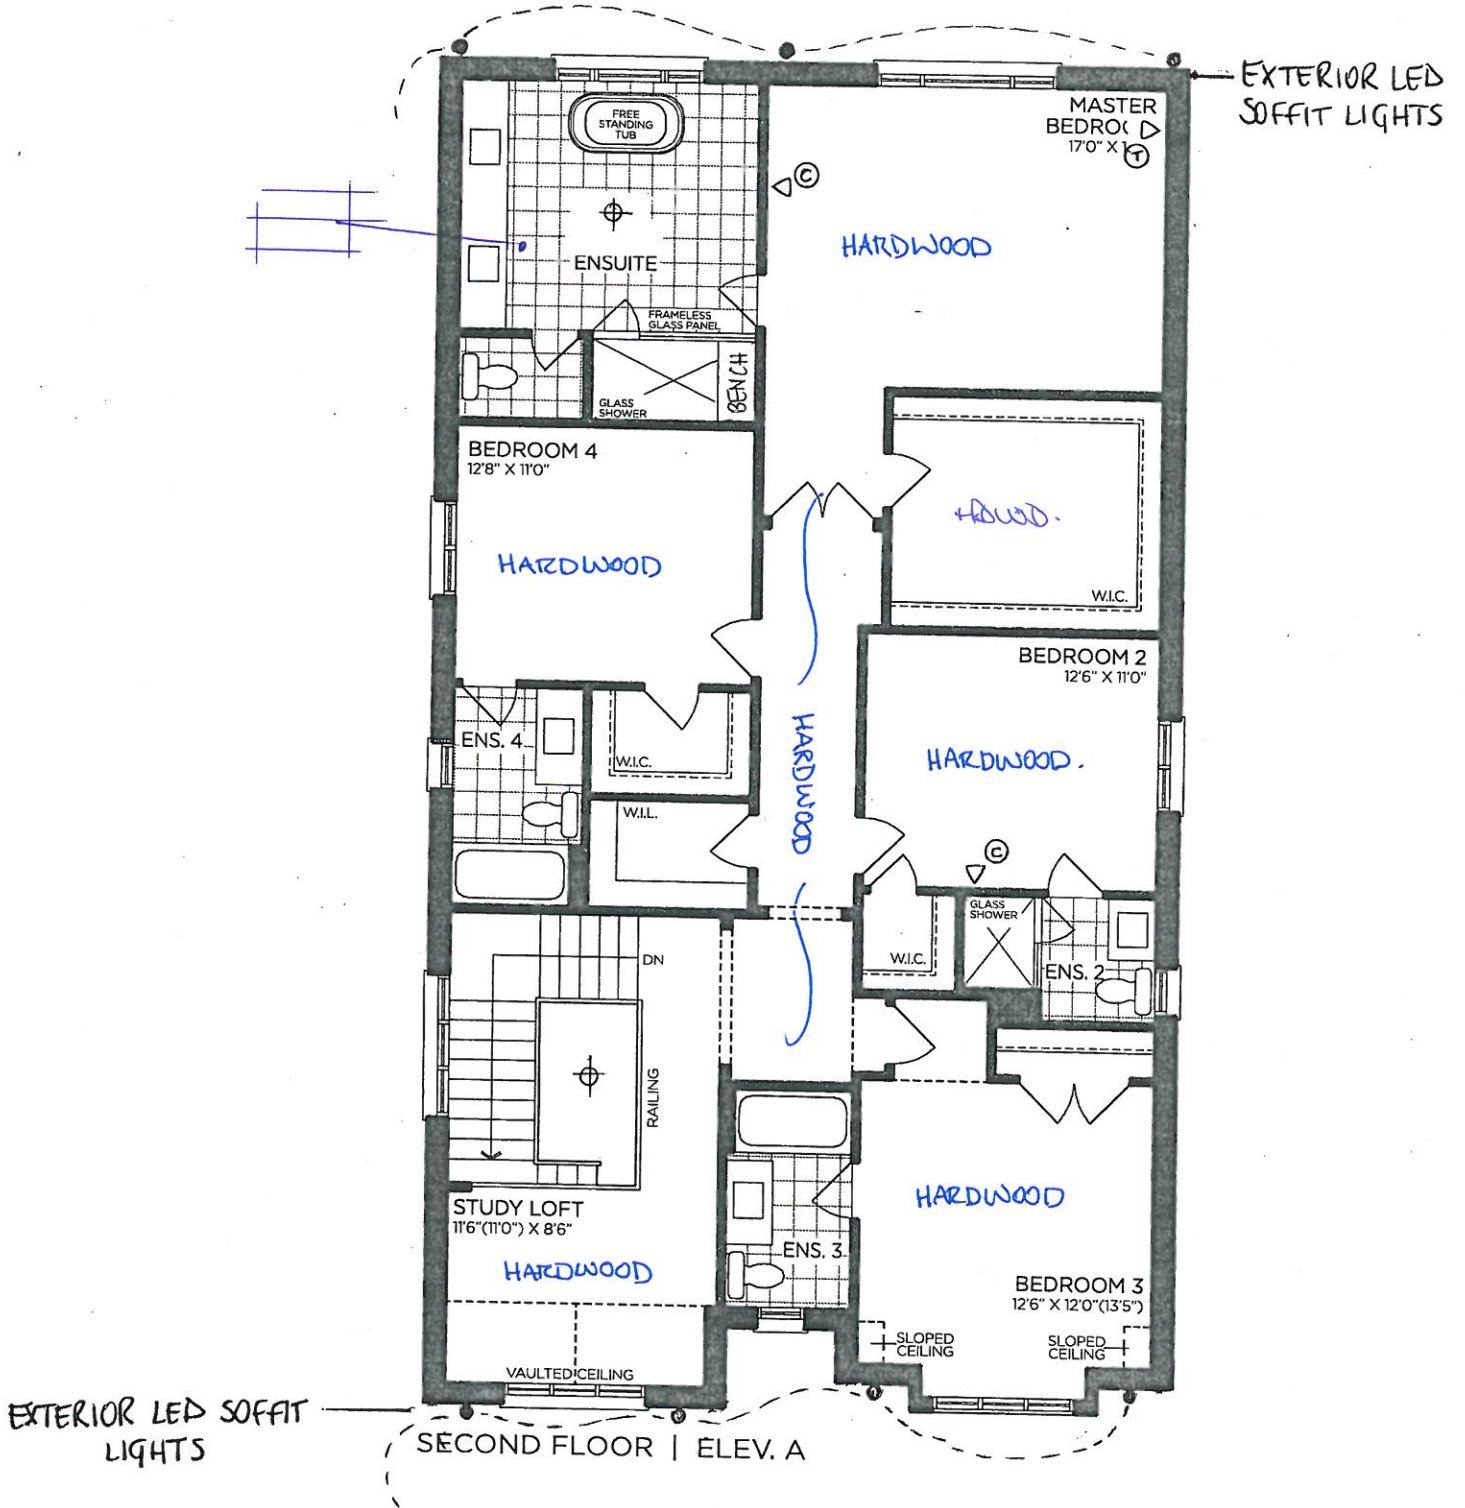 EXTERIOR LED
SOFFIT LIGHTS
MASTER
BEDRO
17'0" X 1
T
C
FREE
STANDING
TUB
HARDWOOD
ENSUITE
FRAMELESS
GLASS PANEL
BENCH
GLASS
SHOWER
BEDROOM 4
12'8" X 11'0"
HARDWOOD
HDWD.
W.I.C.
BEDROOM 2
12'6" X 11'0"
HARDWOOD
HARDWOOD.
ENS. 4
W.I.C.
W.I.L.
C
GLASS
SHOWER
W.I.C.
ENS. 2
DN
RAILING
STUDY LOFT
11'6"(11'0") X 8'6"
HARDWOOD
HARDWOOD
ENS. 3
BEDROOM 3
12'6" X 12'0"(13'5")
SLOPED
CEILING
SLOPED
CEILING
VAULTED CEILING
EXTERIOR LED SOFFIT
LIGHTS
SECOND FLOOR | ELEV. A